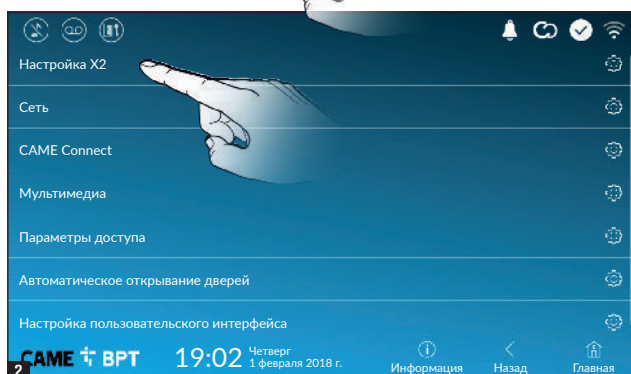 Настройка X2
Сеть
CAME Connect
Мультимедиа
Параметры доступа
Автоматическое открывание дверей
Настройка пользовательского интерфейса
2
CAME BPT
19:02
Четверг
1 февраля 2018 г.
Информация
Назад
Главная